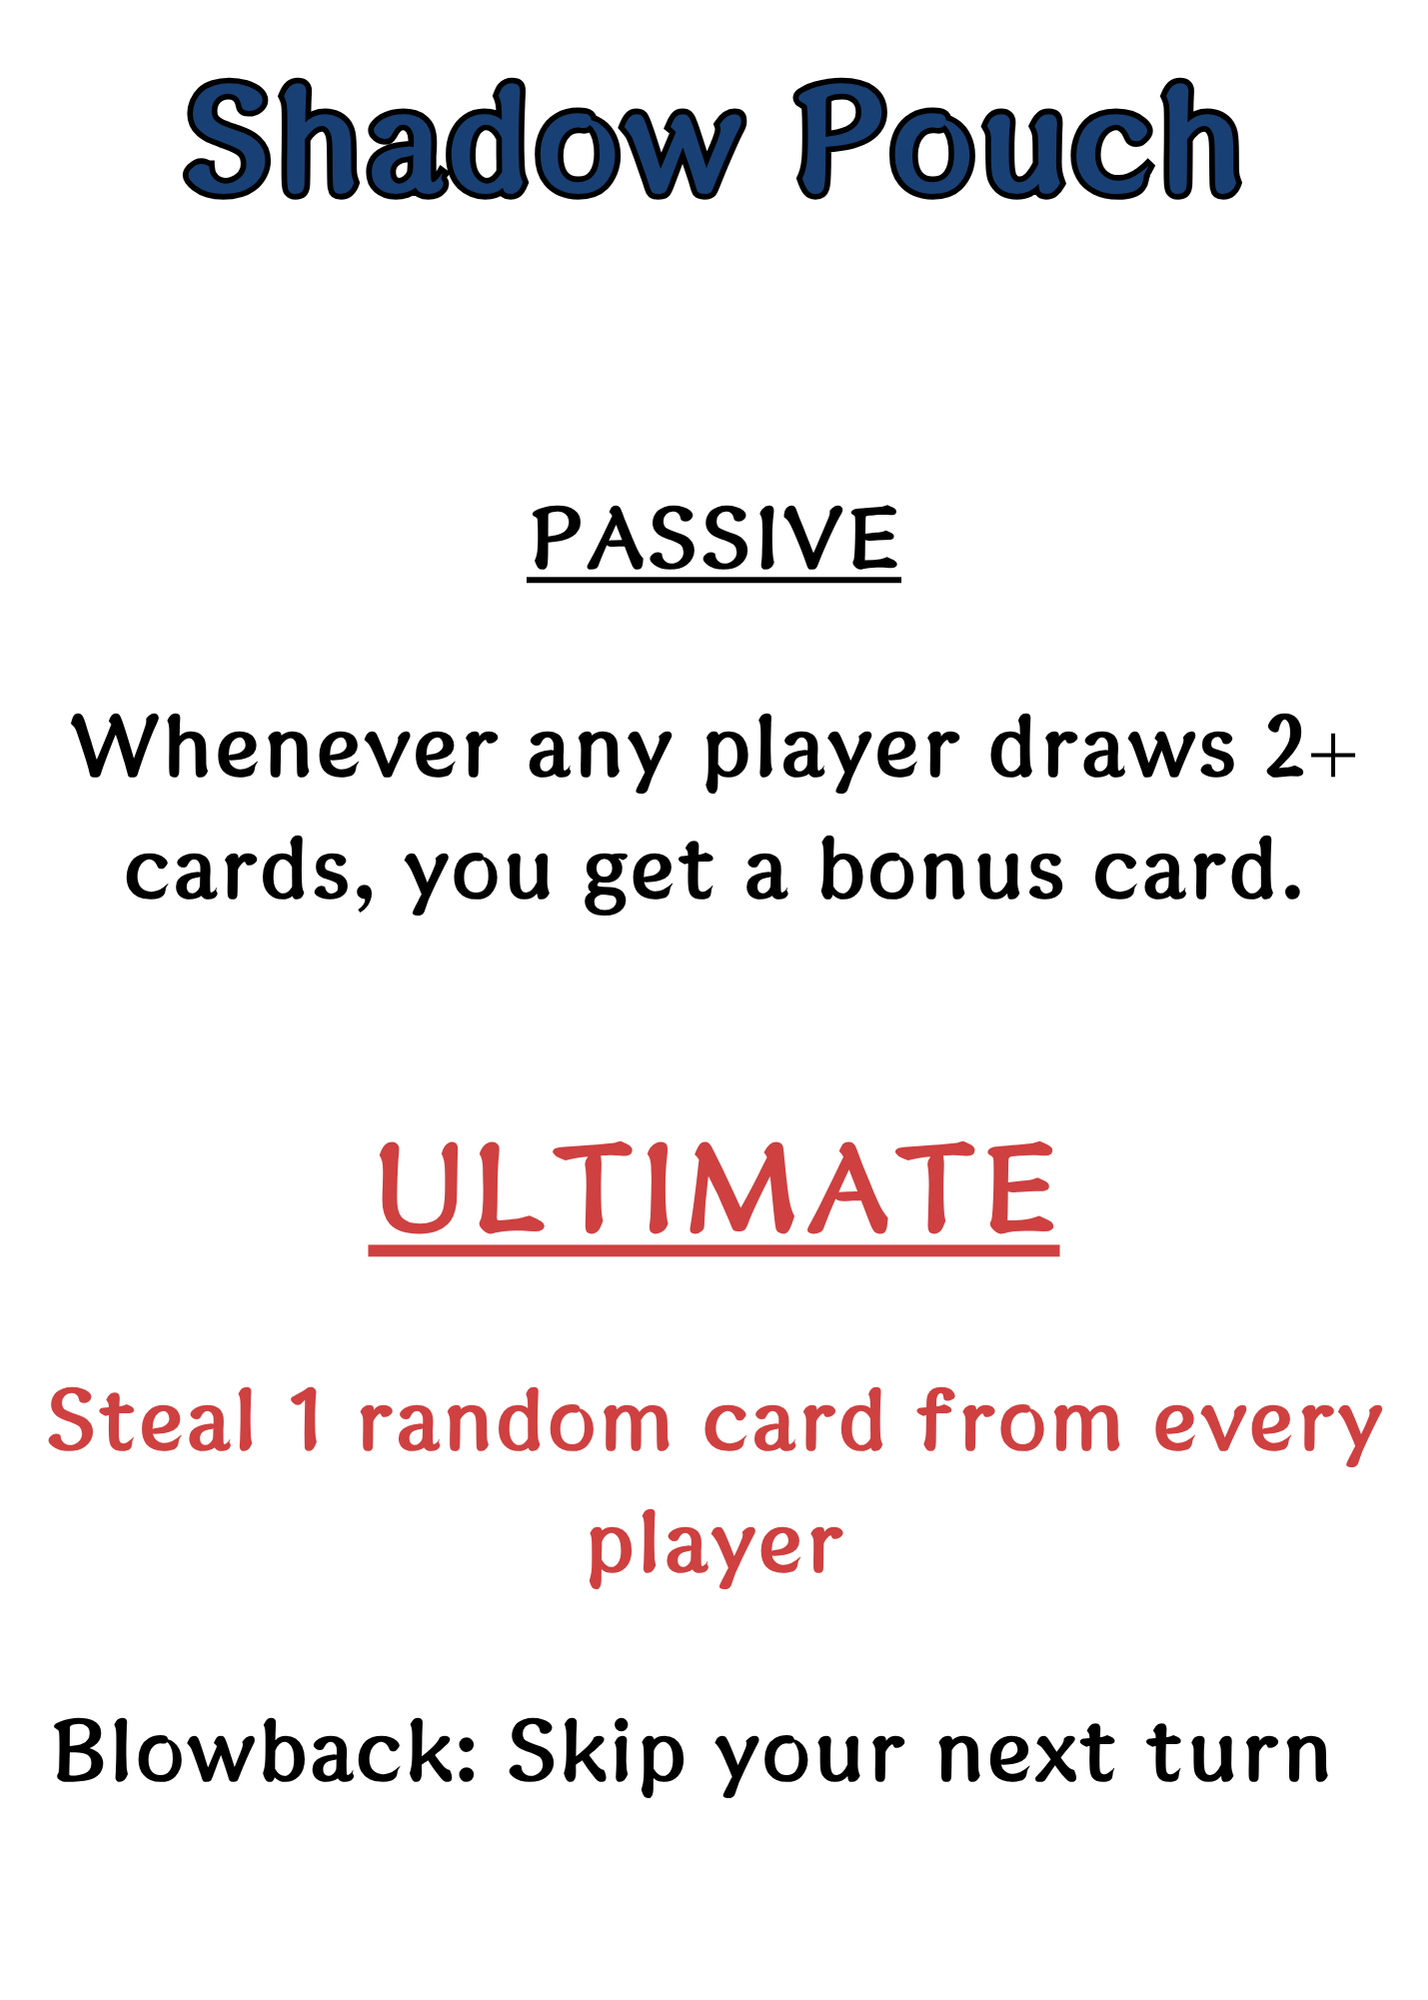 Shadow Pouch
PASSIVE
Whenever any player draws 2+
cards, you get a bonus card.
ULTIMATE
Steal 1 random card from every
player
Blowback: Skip your next turn